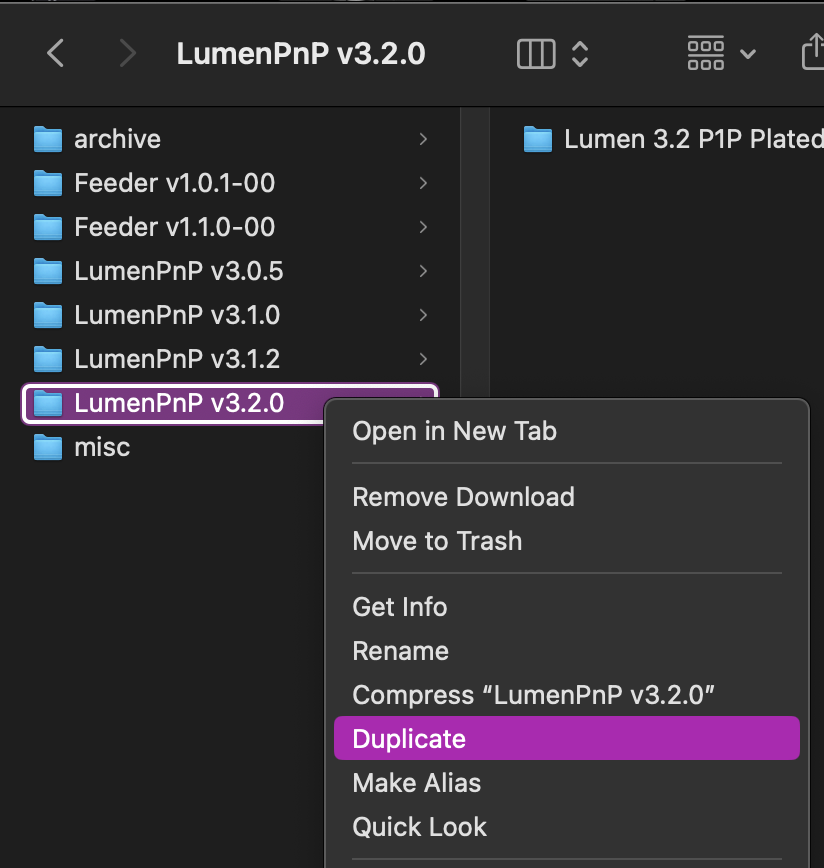 LumenPnP v3.2.0
archive
Feeder v1.0.1-00
Feeder v1.1.0-00
LumenPnP v3.0.5
LumenPnP v3.1.0
LumenPnP v3.1.2
LumenPnP v3.2.0
misc
Lumen 3.2 P1P Plated
Open in New Tab
Remove Download
Move to Trash
Get Info
Rename
Compress “LumenPnP v3.2.0”
Duplicate
Make Alias
Quick Look